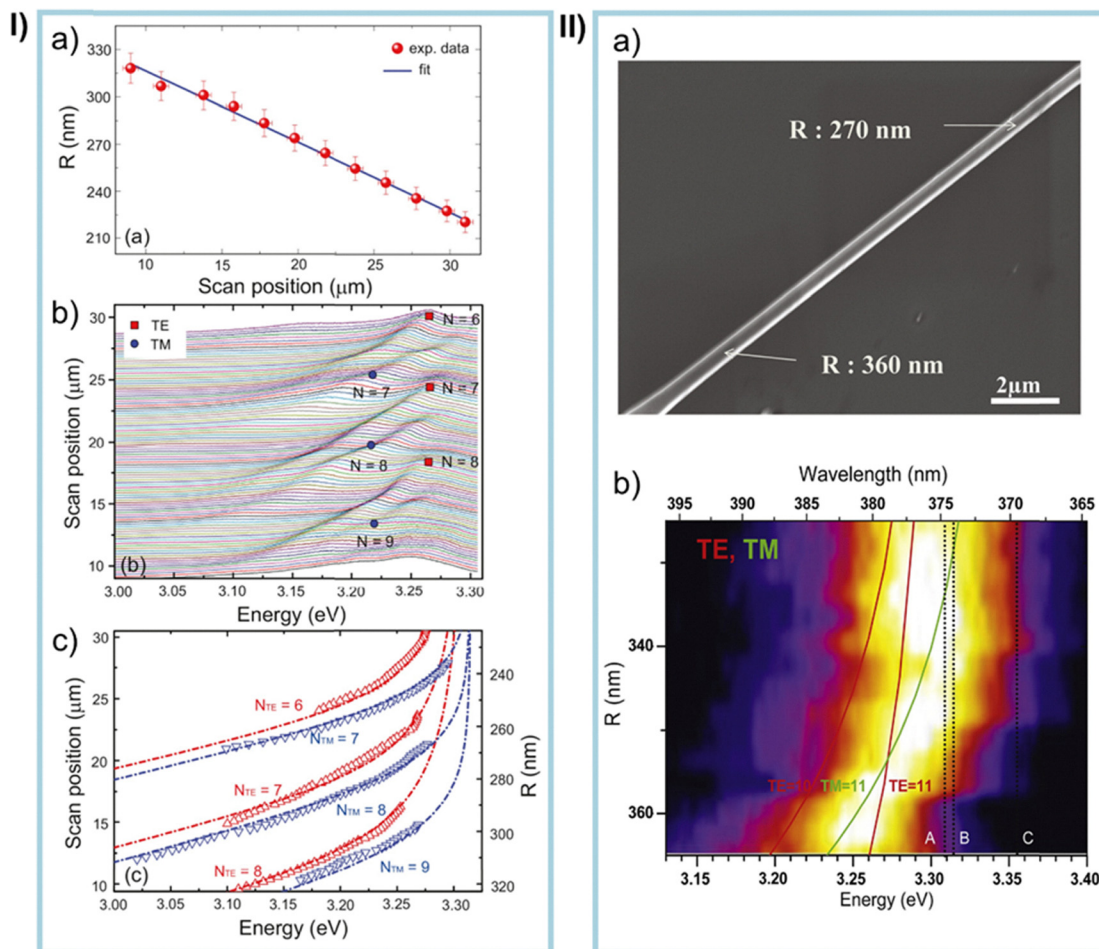 I)
a)
330
300
270
240
210
R (nm)
exp. data
fit
(a)
10 15 20 25 30
Scan position (μm)
b)
30
25
20
15
10
Scan position (μm)
TE
TM
N = 6
N = 7
N = 7
N = 8
N = 8
N = 9
(b)
3.00 3.05 3.10 3.15 3.20 3.25 3.30
Energy (eV)
c)
30
25
20
15
10
Scan position (μm)
240
260
280
300
320
R (nm)
NTE = 6
NTM = 7
NTE = 7
NTM = 8
NTE = 8
NTM = 9
(c)
3.00 3.05 3.10 3.15 3.20 3.25 3.30
Energy (eV)
II)
a)
R : 270 nm
R : 360 nm
2μm
b)
Wavelength (nm)
395 390 385 380 375 370 365
TE, TM
340
360
R (nm)
TM=11
TE=11
A B C
3.15 3.20 3.25 3.30 3.35 3.40
Energy (eV)